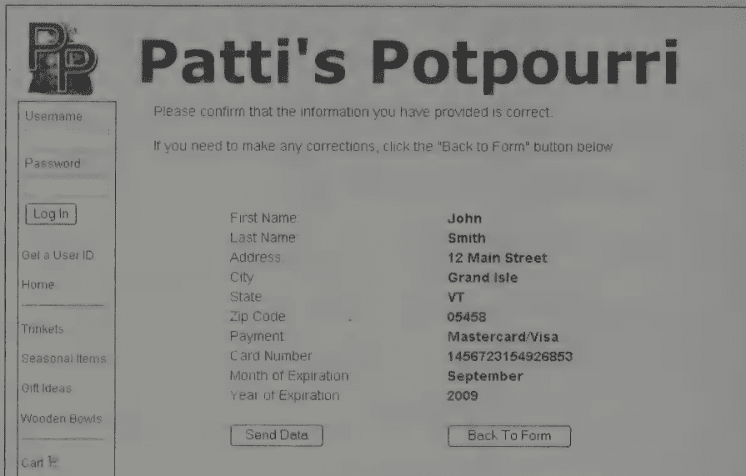 PP
Patti's Potpourri
Username
Password
Log In
Get a User ID
Home
Trinkets
Seasonal Items
Gift Ideas
Wooden Bowls
Cart
Please confirm that the information you have provided is correct.
If you need to make any corrections, click the "Back to Form" button below
First Name John
Last Name Smith
Address 12 Main Street
City Grand Isle
State VT
Zip Code 05458
Payment Mastercard/Visa
Card Number 1456723154926853
Month of Expiration September
Year of Expiration 2009
Send Data Back To Form